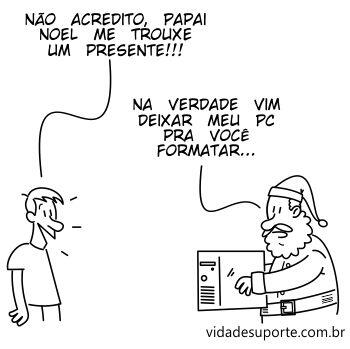 NÃO ACREDITO, PAPAI
NOEL ME TROUXE
UM PRESENTE!!!
NA VERDADE VIM
DEIXAR MEU PC
PRA VOCÊ
FORMATAR...
vidadesuporte.com.br